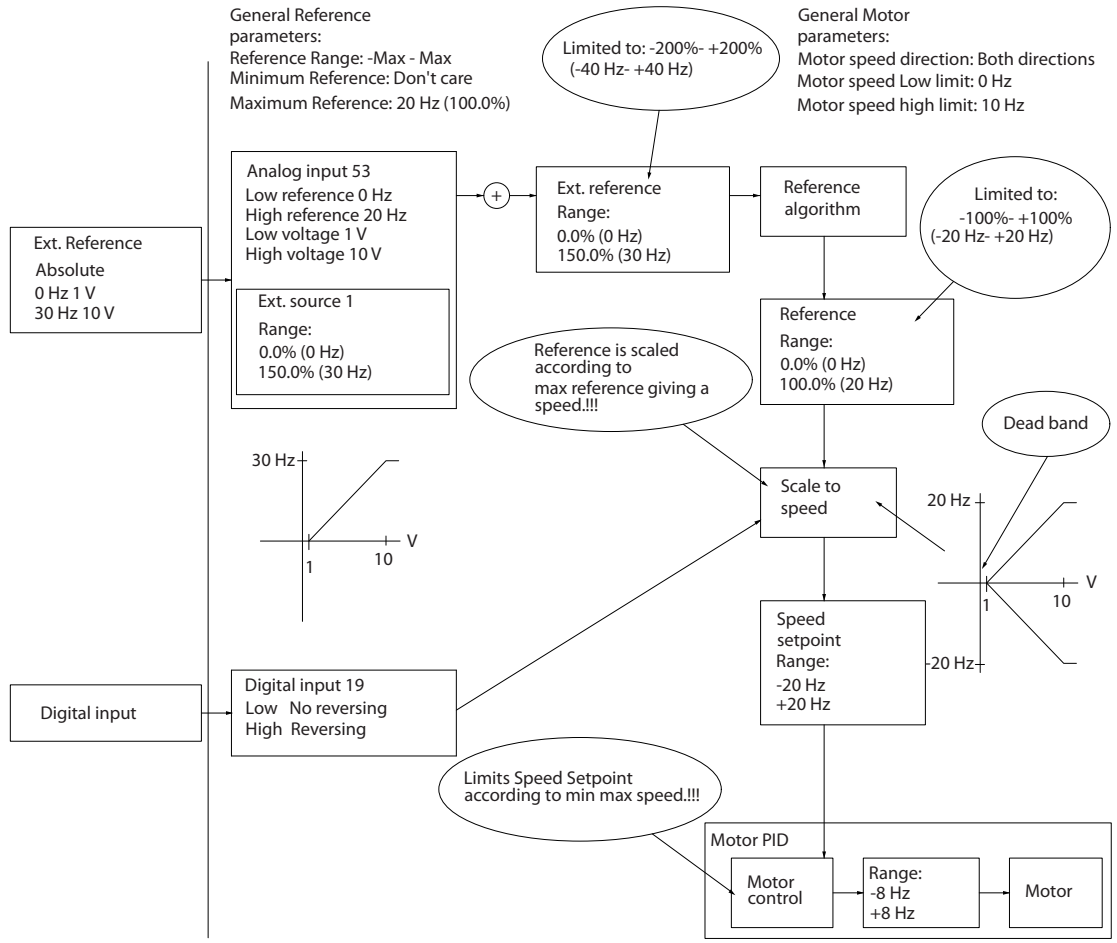 General Reference
parameters:
Reference Range: -Max - Max
Minimum Reference: Don't care
Maximum Reference: 20 Hz (100.0%)
Limited to: -200%- +200%
(-40 Hz- +40 Hz)
General Motor
parameters:
Motor speed direction: Both directions
Motor speed Low limit: 0 Hz
Motor speed high limit: 10 Hz
Ext. Reference
Absolute
0 Hz 1 V
30 Hz 10 V
Analog input 53
Low reference 0 Hz
High reference 20 Hz
Low voltage 1 V
High voltage 10 V
Ext. source 1
Range:
0.0% (0 Hz)
150.0% (30 Hz)
+
Ext. reference
Range:
0.0% (0 Hz)
150.0% (30 Hz)
Reference
algorithm
Limited to:
-100%- +100%
(-20 Hz- +20 Hz)
Reference
Range:
0.0% (0 Hz)
100.0% (20 Hz)
Reference is scaled
according to
max reference giving a
speed.!!!
Dead band
30 Hz
1
10
V
Scale to
speed
20 Hz
1
10
V
-20 Hz
Speed
setpoint
Range:
-20 Hz
+20 Hz
Digital input
Digital input 19
Low No reversing
High Reversing
Limits Speed Setpoint
according to min max speed.!!!
Motor PID
Motor
control
Range:
-8 Hz
+8 Hz
Motor